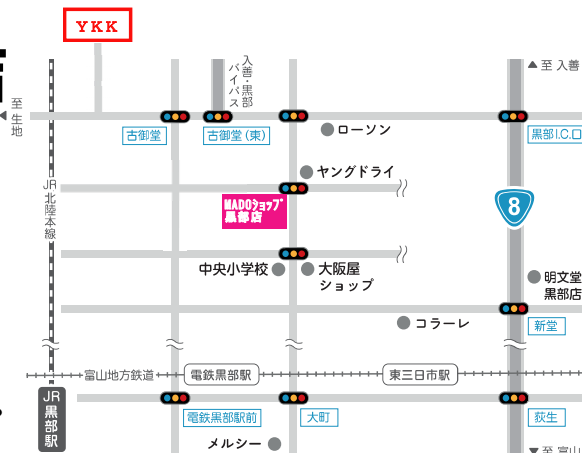 YKK
至 生地
入善・黒部
バイパス
▲至 入善
古御堂
古御堂(東)
ローソン
黒部I.C.口
ヤングドライ
JR北陸本線
MADOショップ
黒部店
8
中央小学校
大阪屋
ショップ
明文堂
黒部店
コラーレ
新堂
富山地方鉄道
電鉄黒部駅
東三日市駅
JR
黒部駅
電鉄黒部駅前
大町
荻生
メルシー
▼至 富山